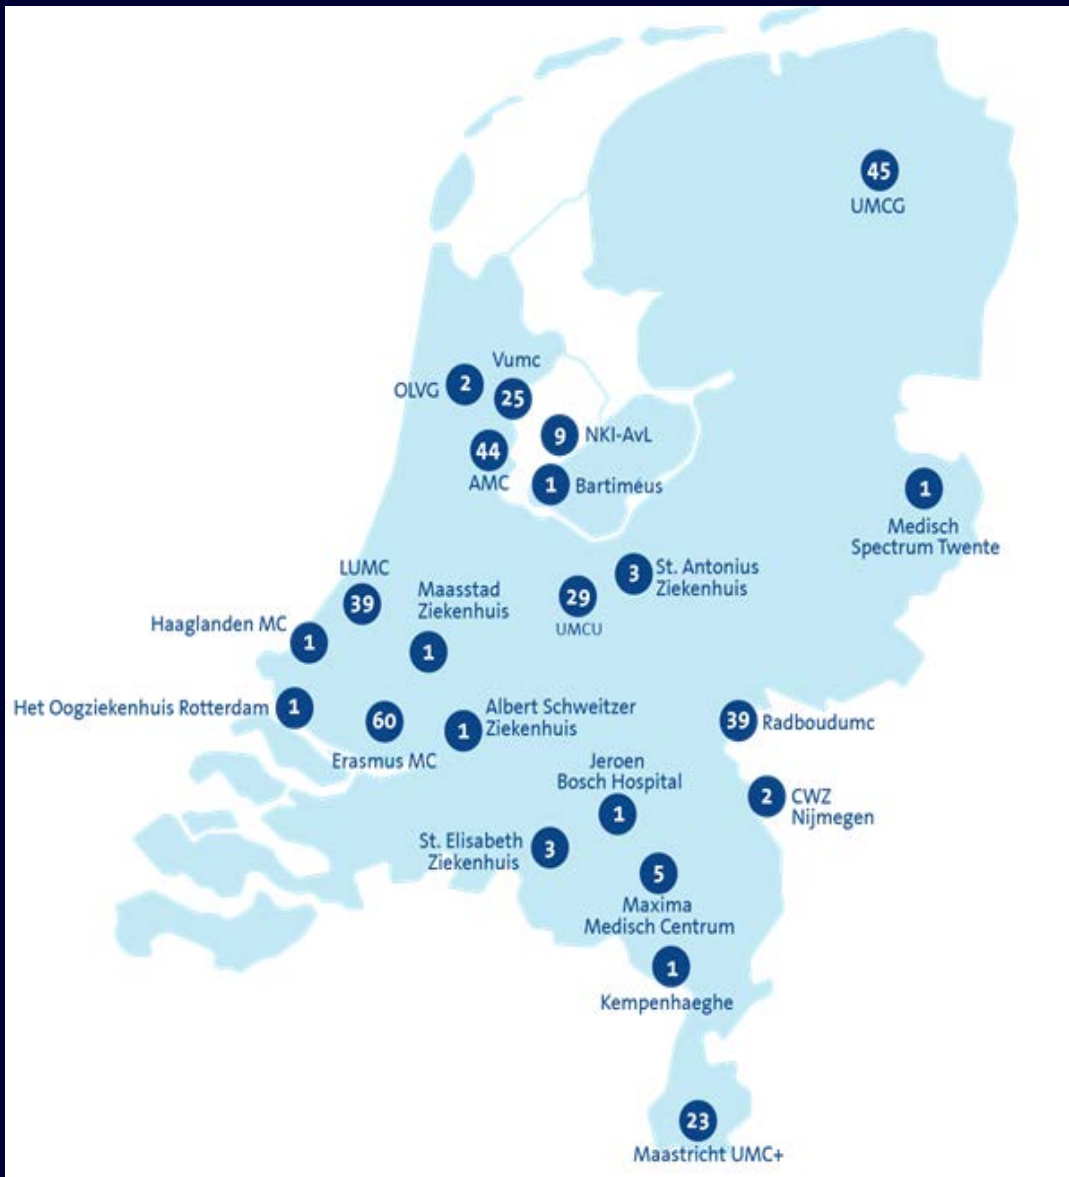 45
UMCG
Vumc
OLVG
2
25
44
AMC
9
NKI-AvL
1
Bartiméus
1
Medisch
Spectrum Twente
LUMC
39
Maasstad
Ziekenhuis
1
3
St. Antonius
Ziekenhuis
29
UMCU
Haaglanden MC
1
Het Oogziekenhuis Rotterdam
1
60
Erasmus MC
1
Albert Schweitzer
Ziekenhuis
39
Radboudumc
Jeroen
Bosch Hospital
1
2
CWZ
Nijmegen
St. Elisabeth
Ziekenhuis
3
5
Maxima
Medisch Centrum
1
Kempenhaeghe
23
Maastricht UMC+